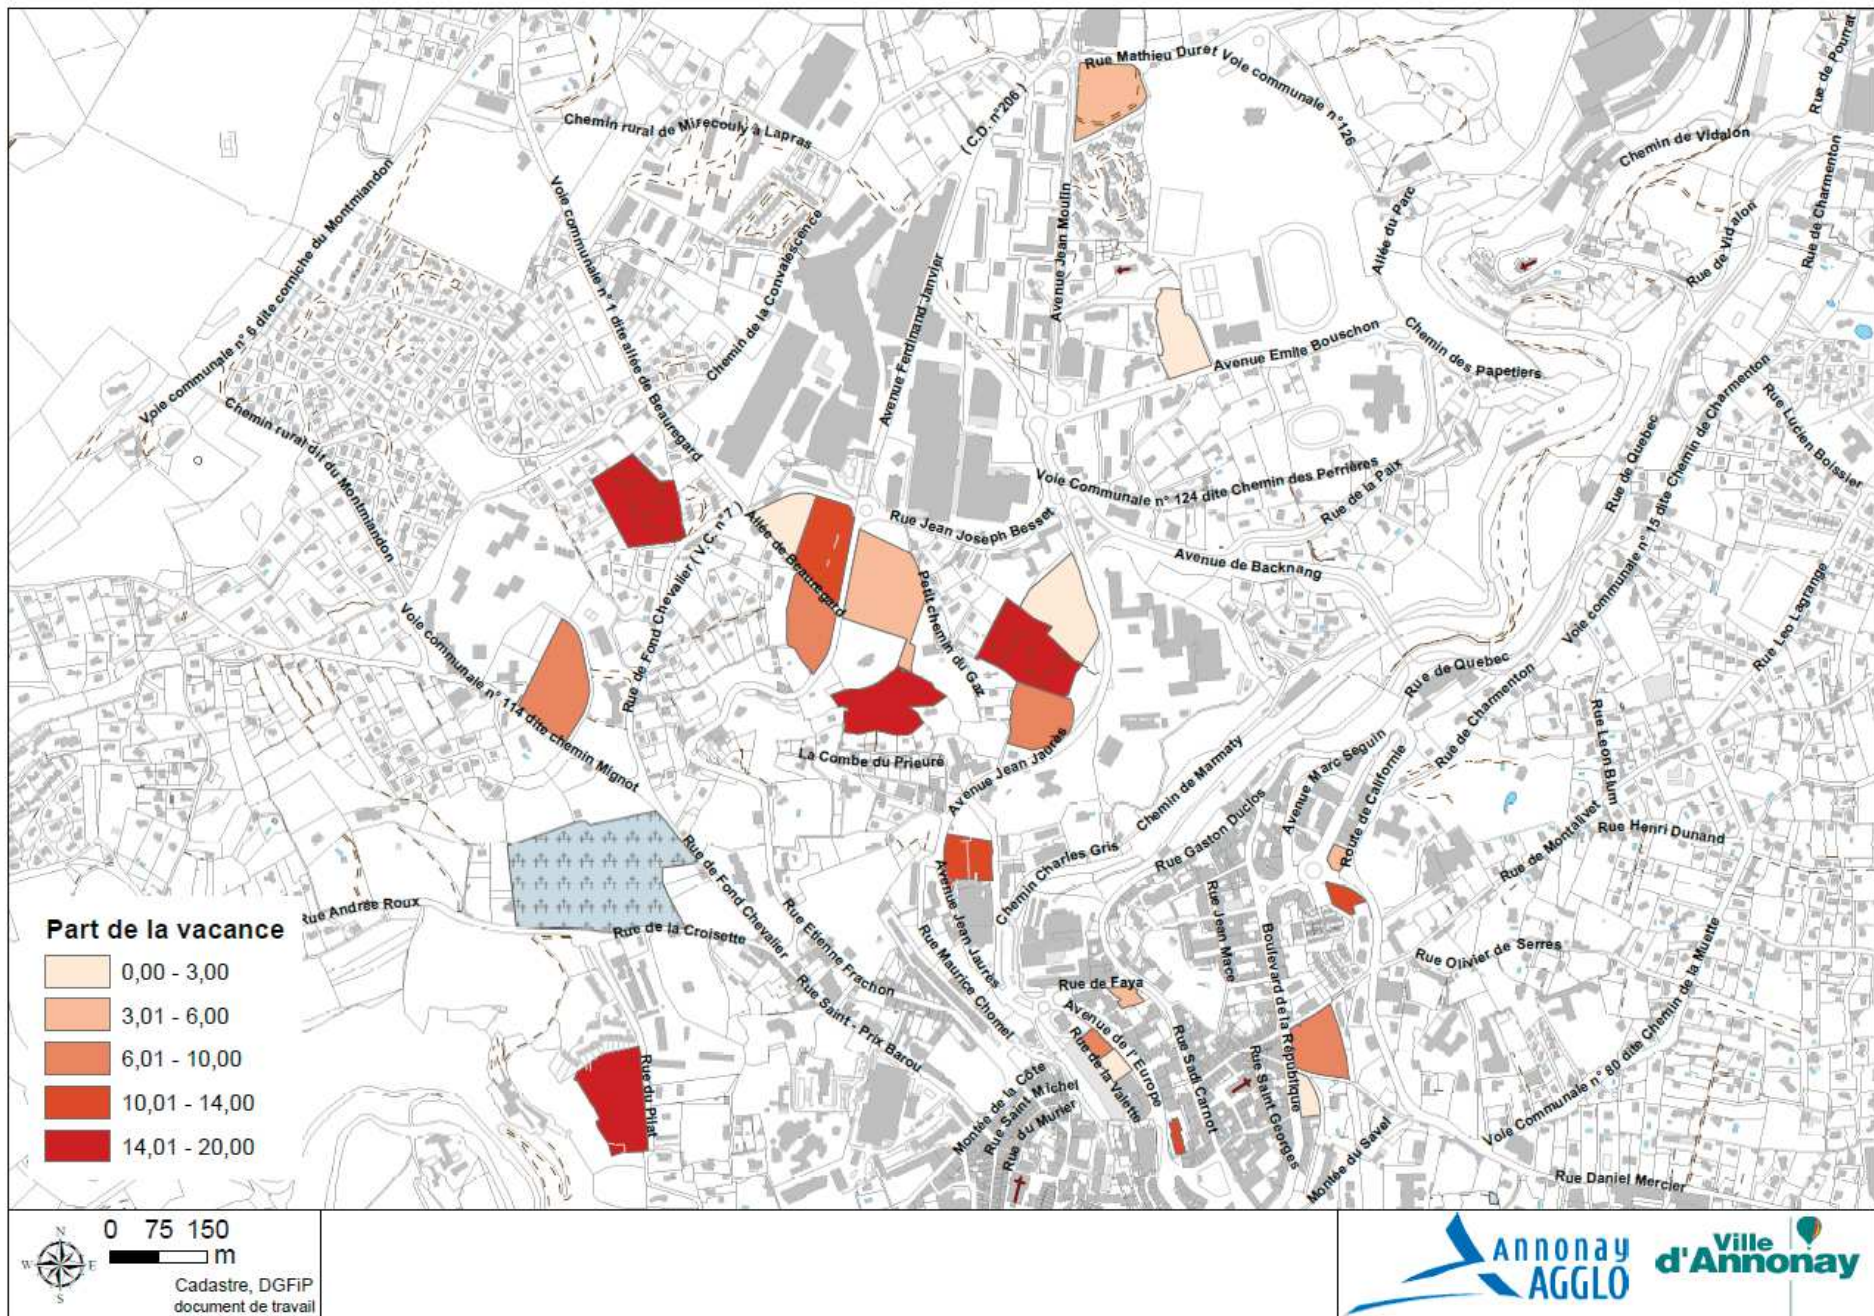 Rue Mathieu Duret Voie communale n°126
Rue de Pourrat
( C.D. n°206 )
Chemin rural de Mirecouly à Lapras
Chemin de Vidalon
Voie communale n° 6 dite corniche du Montmiandon
Voie communale n° 1 dite allée de Beauregard
Chemin de la Convalescence
Avenue Jean Moulin
Allée du Parc
Rue de Vidalon
Rue de Charmenton
Avenue Ferdinand Janvier
Avenue Emile Bouschon
Chemin des Papetiers
Chemin rural dit du Montmiandon
Rue Lucien Boissier
Rue de Quebec
Voie communale n° 15 dite Chemin de Charmenton
Voie Communale n° 124 dite Chemin des Perrières
Rue de la Paix
Rue Jean Joseph Besset
Avenue de Backnang
Allée de Beauregard
Rue de Fond Chevalier ( V.C. n°7 )
Petit chemin du Gaz
Rue Leo Lagrange
Voie communale n° 114 dite chemin Mignot
Rue de Quebec
Rue de Charmenton
Rue Leon Blum
La Combe du Prieuré
Avenue Jean Jaurès
Chemin de Marmaty
Avenue Marc Seguin
Route de Californie
Rue Gaston Duclos
Rue de Montalivet
Rue Henri Dunand
Chemin Charles Gris
Rue de Fond Chevalier
Rue Etienne Frachon
Avenue Jean Jaurès
Rue Maurice Chomel
Rue Jean Mace
Boulevard de la République
Rue Andrée Roux
Rue de la Croisette
Rue Olivier de Serres
Rue Saint - Prix Barou
Rue de Faya
Avenue de l'Europe
Rue de la Valette
Rue Sadi Carnot
Rue Saint Georges
Voie Communale n° 80 dite Chemin de la Muette
Rue du Pilat
Montée de la Côte
Rue Saint Michel
Rue du Murier
Montée du Savel
Rue Daniel Mercier
Part de la vacance
0,00 - 3,00
3,01 - 6,00
6,01 - 10,00
10,01 - 14,00
14,01 - 20,00
N
W E
S
0 75 150
m
Cadastre, DGFiP
document de travail
ANNONAY
AGGLO
Ville
d'Annonay